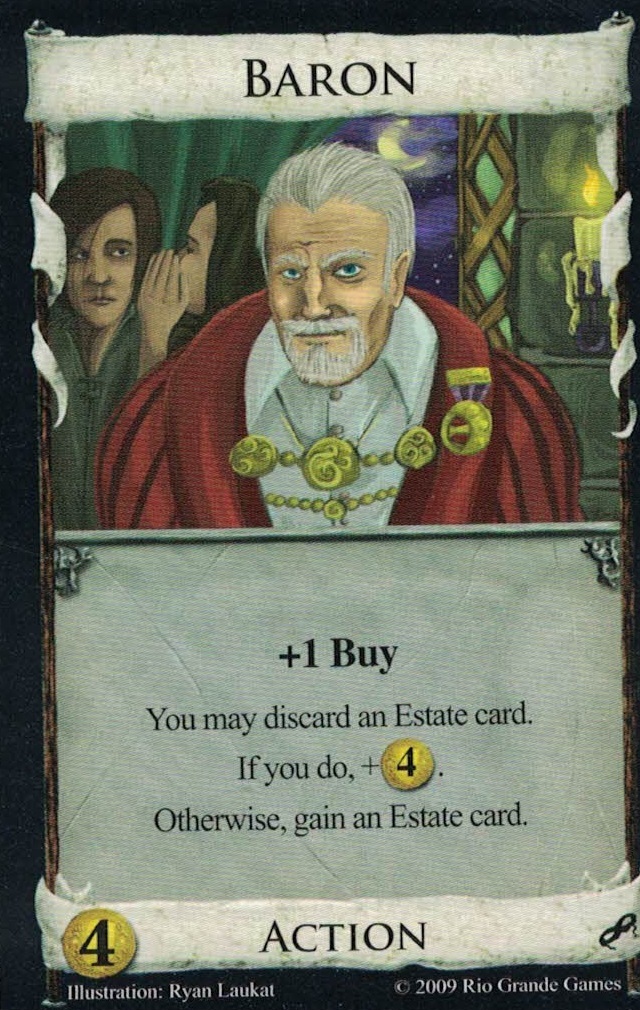 BARON
+1 Buy
You may discard an Estate card.
If you do, +4.
Otherwise, gain an Estate card.
4
ACTION
Illustration: Ryan Laukat
© 2009 Rio Grande Games